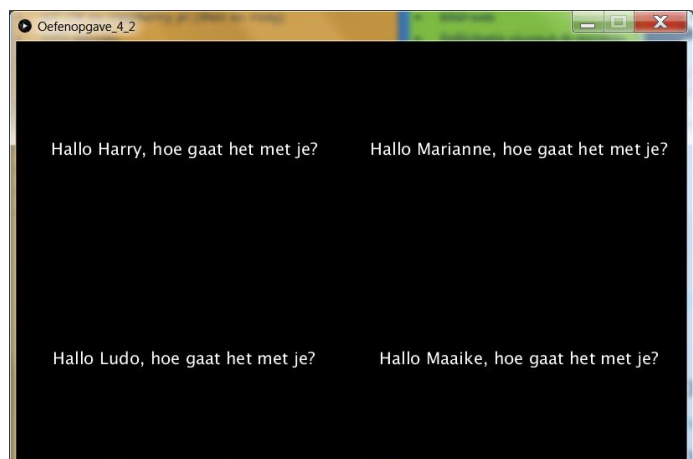 Oefenopgave_4_2
Hallo Harry, hoe gaat het met je?
Hallo Marianne, hoe gaat het met je?
Hallo Ludo, hoe gaat het met je?
Hallo Maaike, hoe gaat het met je?